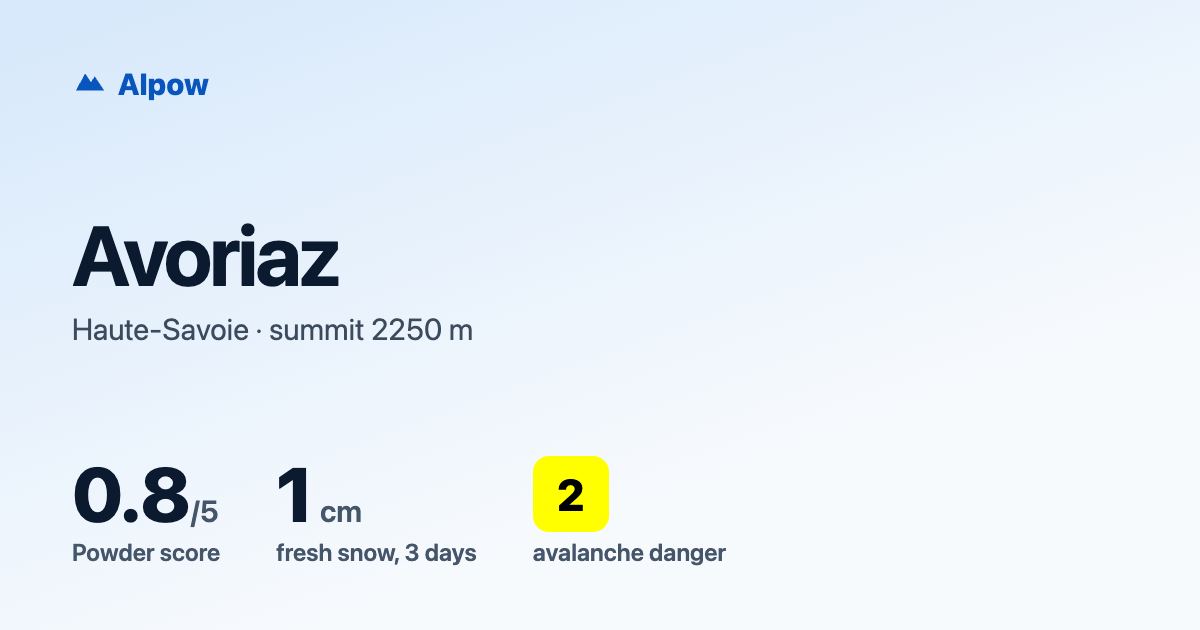 Alpow
Avoriaz
Haute-Savoie · summit 2250 m
0.8/5
Powder score
1 cm
fresh snow, 3 days
2
avalanche danger